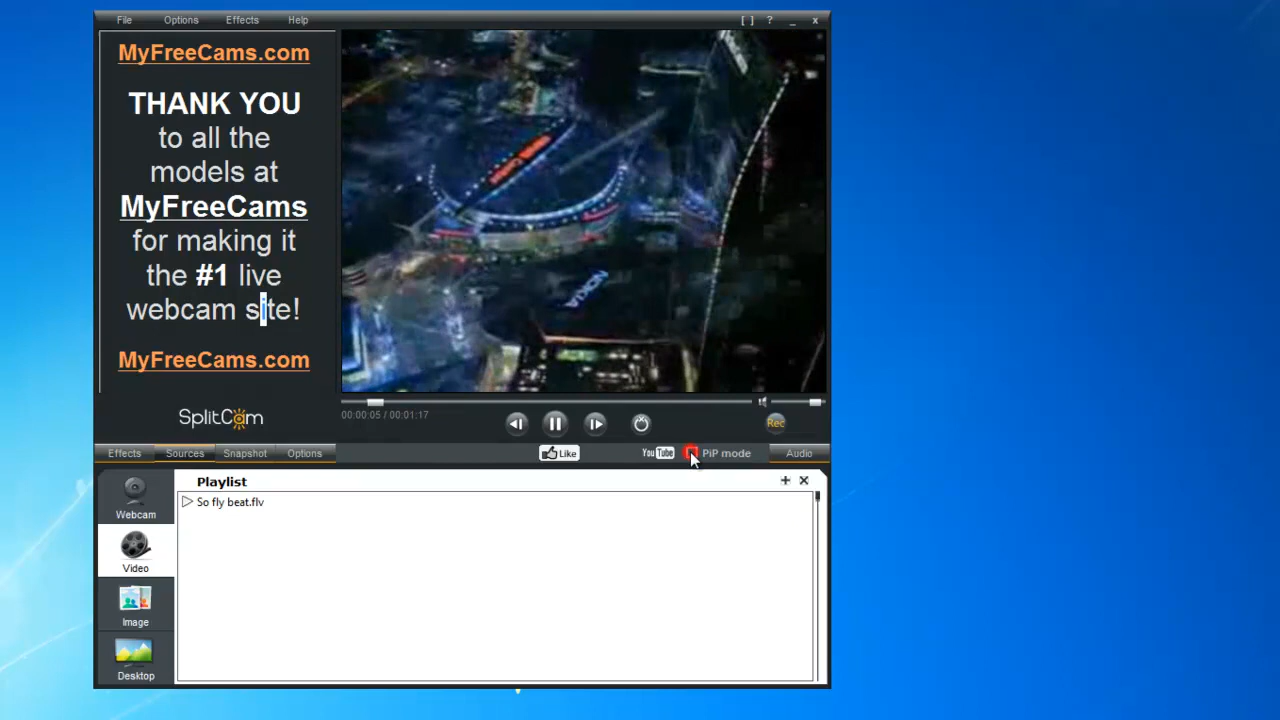 File Options Effects Help
[ ] ? _ x
MyFreeCams.com
THANK YOU
to all the
models at
MyFreeCams
for making it
the #1 live
webcam site!
MyFreeCams.com
NOKIA
SplitCam
00:00:05 / 00:01:17
Rec
Effects Sources Snapshot Options Like YouTube PiP mode Audio
Playlist + x
So fly beat.flv
Webcam
Video
Image
Desktop